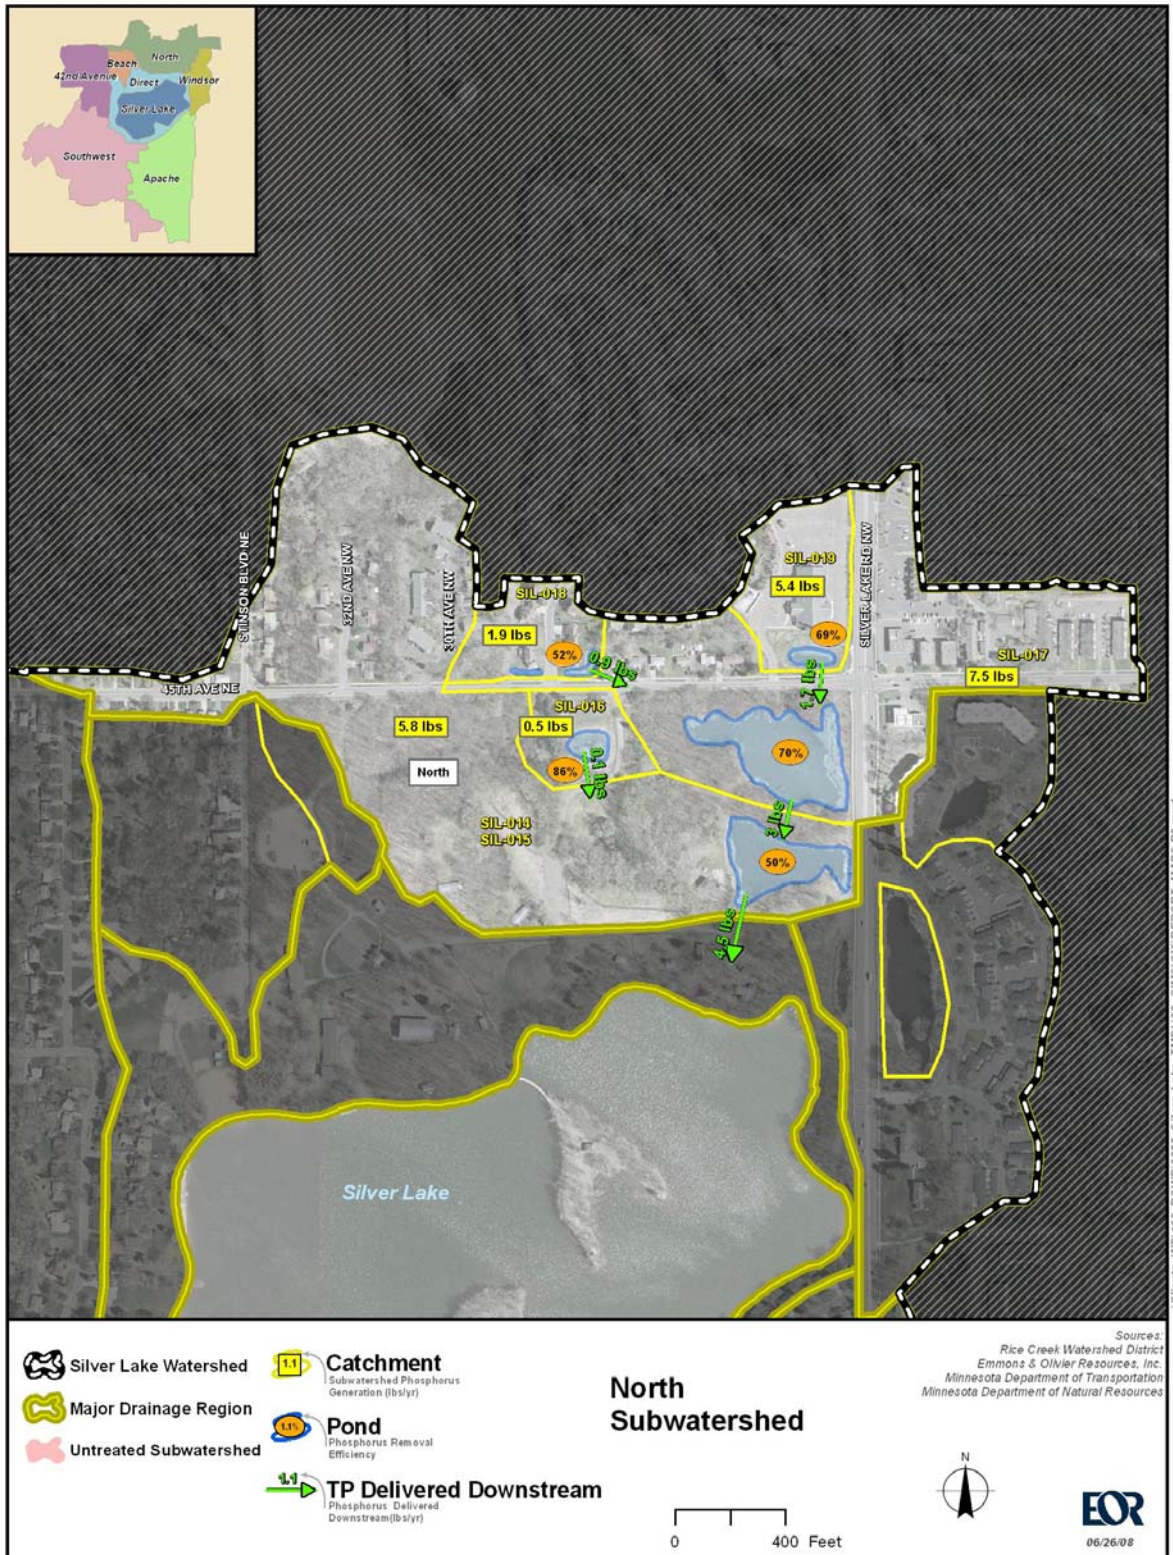 North
Beach
42nd Avenue
Direct
Windsor
Silver Lake
Southwest
Apache
STINSON BLVD NE
32ND AVE NW
30TH AVE NW
SILVER LAKE RD NW
45TH AVE NE
SIL-019
5.4 lbs
69%
1.7 lbs
SIL-018
1.9 lbs
52%
0.9 lbs
SIL-017
7.5 lbs
SIL-016
5.8 lbs
0.5 lbs
86%
0.1 lbs
North
70%
3 lbs
SIL-014
SIL-015
50%
4.5 lbs
Silver Lake
Silver Lake Watershed
Major Drainage Region
Untreated Subwatershed
1.1
Catchment
Subwatershed Phosphorus
Generation (lbs/yr)
1.1%
Pond
Phosphorus Removal
Efficiency
1.1
TP Delivered Downstream
Phosphorus Delivered
Downstream(lbs/yr)
North
Subwatershed
0 400 Feet
Sources:
Rice Creek Watershed District
Emmons & Olivier Resources, Inc.
Minnesota Department of Transportation
Minnesota Department of Natural Resources
N
EOR
06/26/08